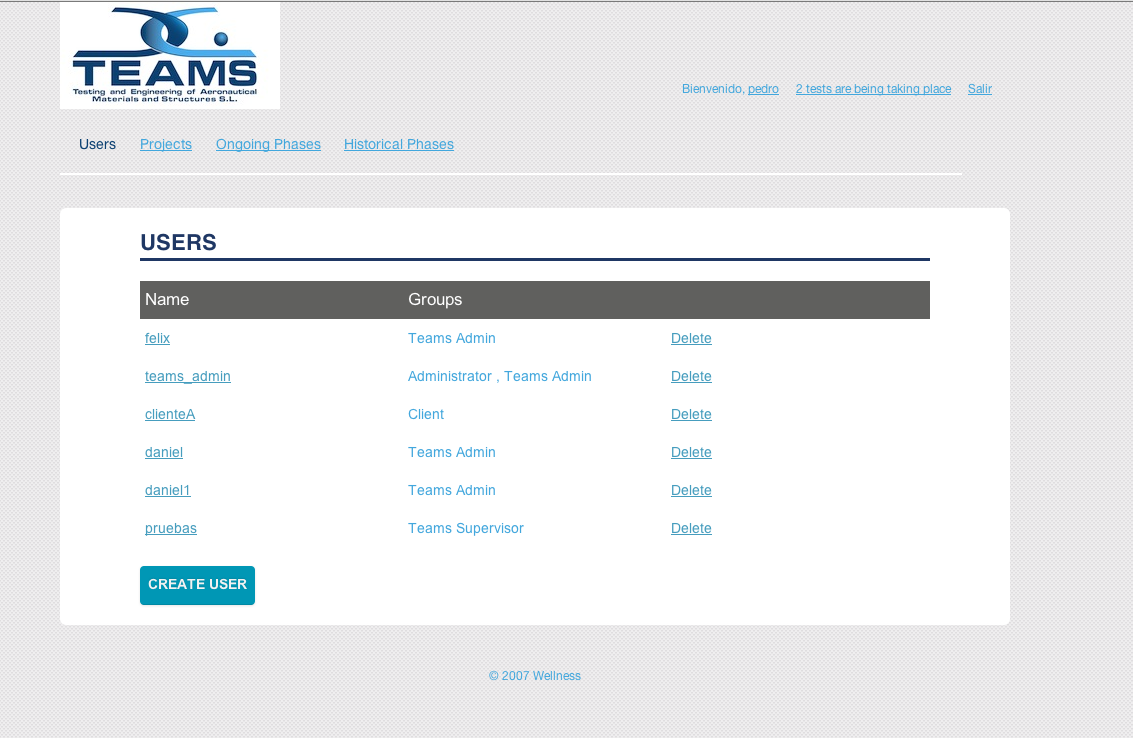 TEAMS
Testing and Engineering of Aeronautical
Materials and Structures S.L.
Bienvenido, pedro 2 tests are being taking place Salir
Users Projects Ongoing Phases Historical Phases
USERS
Name Groups
felix Teams Admin Delete
teams_admin Administrator , Teams Admin Delete
clienteA Client Delete
daniel Teams Admin Delete
daniel1 Teams Admin Delete
pruebas Teams Supervisor Delete
CREATE USER
© 2007 Wellness